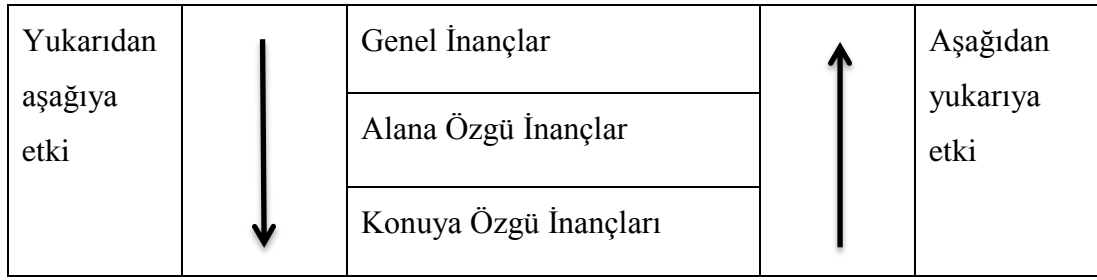 Yukarıdan
aşağıya
etki
Genel İnançlar
Alana Özgü İnançlar
Konuya Özgü İnançları
Aşağıdan
yukarıya
etki